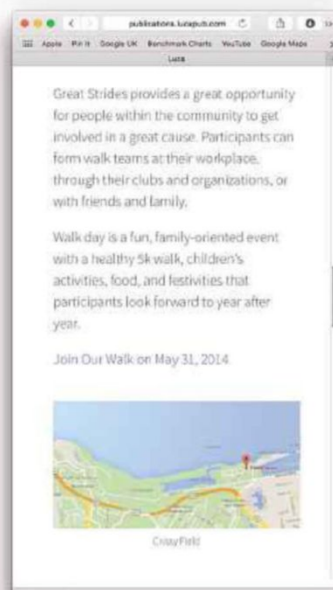 publications.lucepub.com
Apple Pin It Google UK Benchmark Charts YouTube Google Maps
Luca
Great Strides provides a great opportunity
for people within the community to get
involved in a great cause. Participants can
form walk teams at their workplace,
through their clubs and organizations, or
with friends and family.
Walk day is a fun, family-oriented event
with a healthy 5k walk, children's
activities, food, and festivities that
participants look forward to year after
year.
Join Our Walk on May 31, 2014
Crissy Field